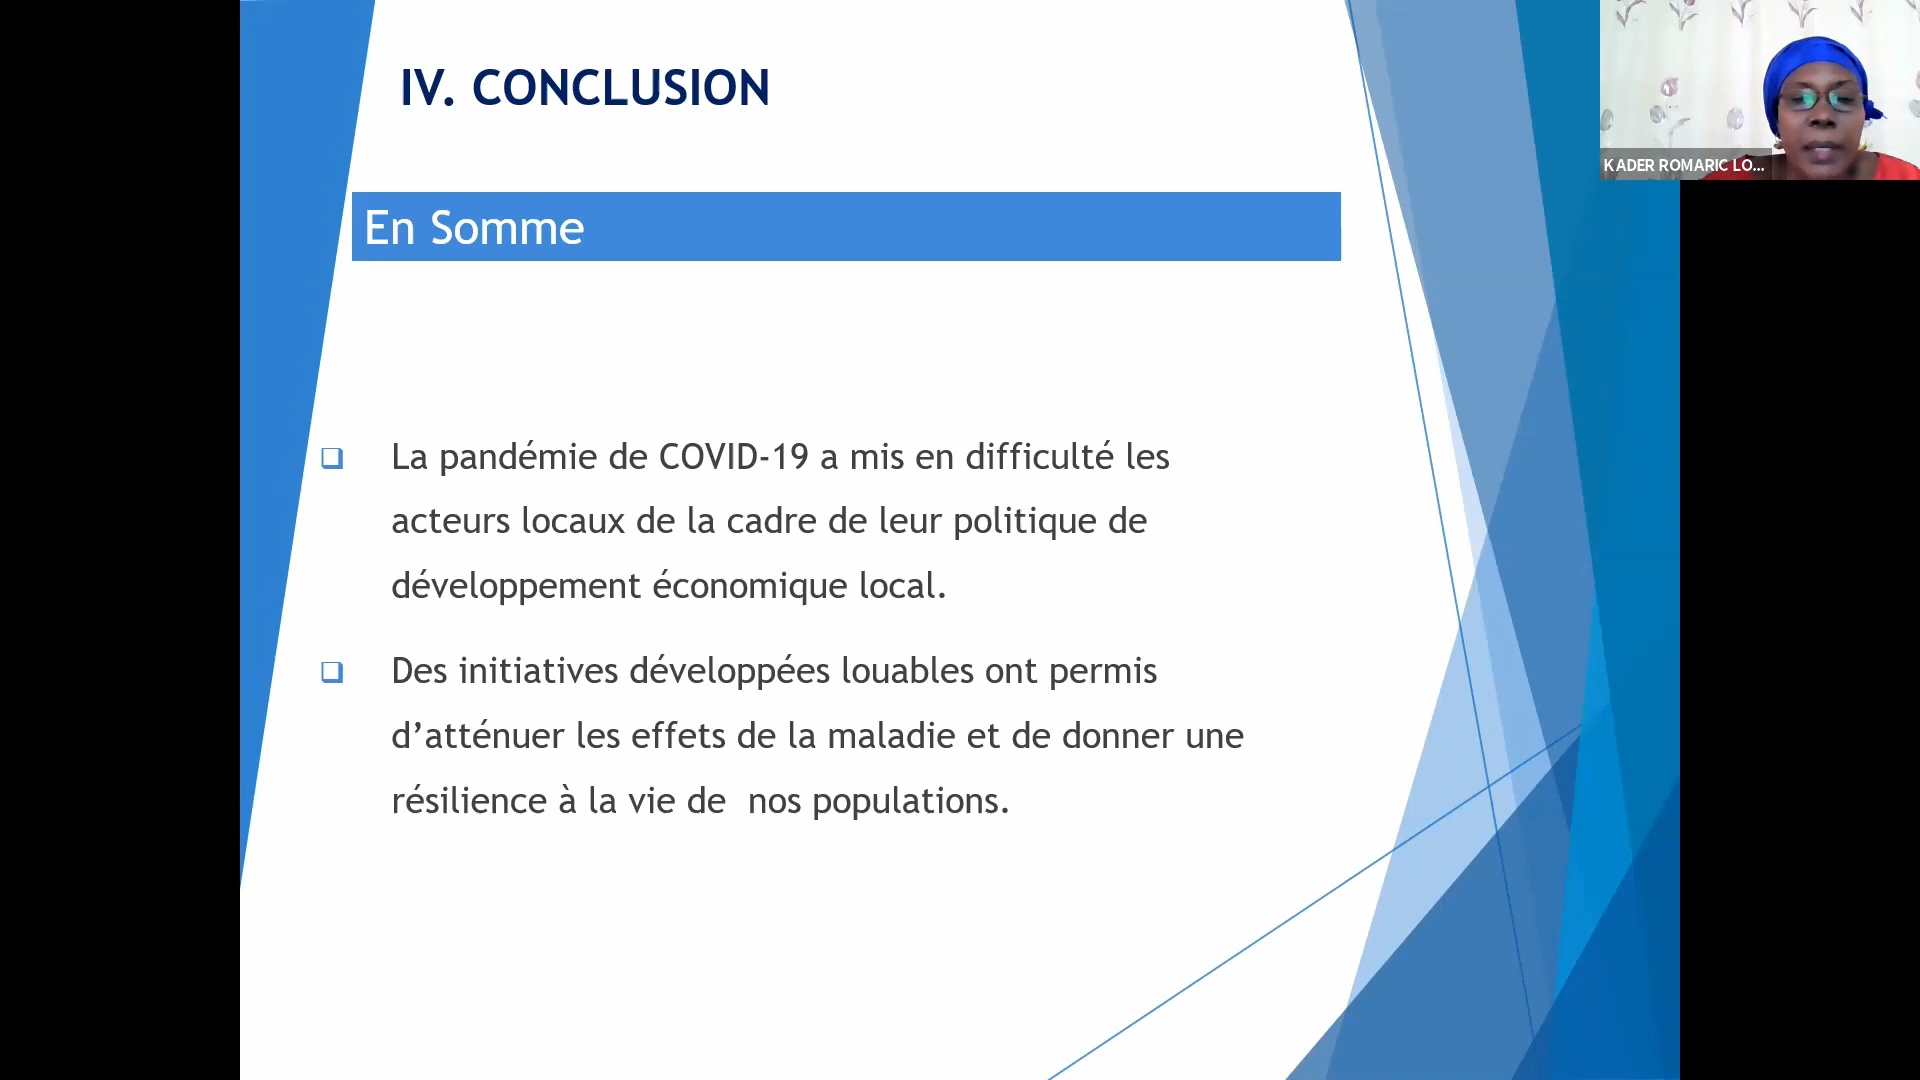 IV. CONCLUSION
KADER ROMARIC LO...
En Somme
❑ La pandémie de COVID-19 a mis en difficulté les
acteurs locaux de la cadre de leur politique de
développement économique local.
❑ Des initiatives développées louables ont permis
d’atténuer les effets de la maladie et de donner une
résilience à la vie de  nos populations.